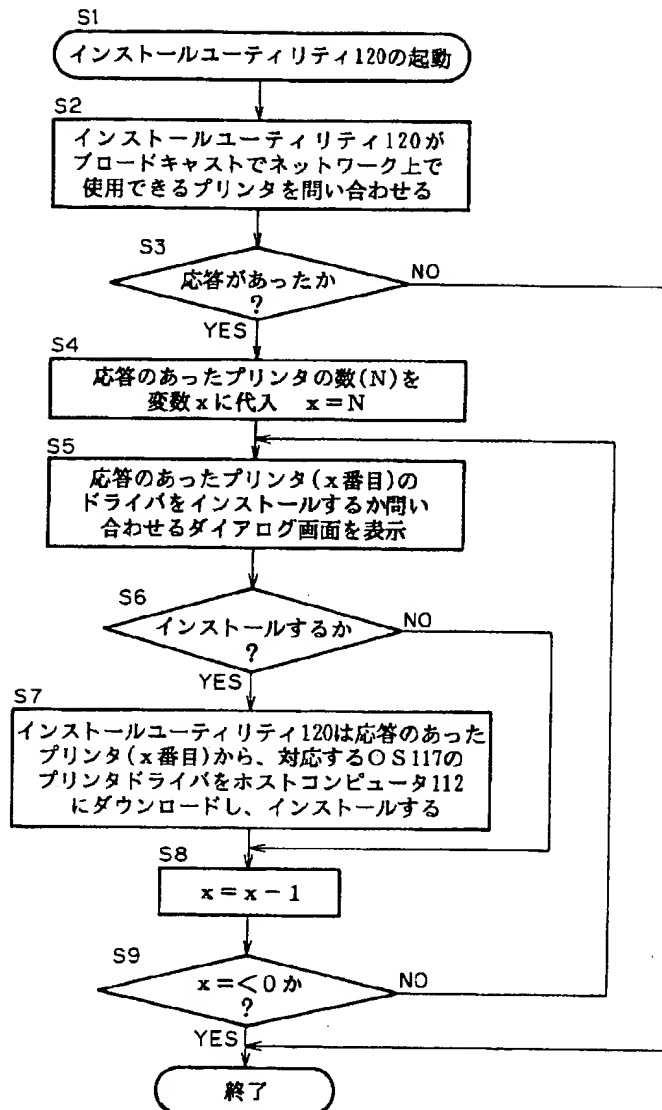 S1
インストールユーティリティ120の起動
S2
インストールユーティリティ120が
ブロードキャストでネットワーク上で
使用できるプリンタを問い合わせる
S3
応答があったか
?
NO
YES
S4
応答のあったプリンタの数(N)を
変数xに代入 x=N
S5
応答のあったプリンタ(x番目)の
ドライバをインストールするか問い
合わせるダイアログ画面を表示
S6
インストールするか
?
NO
YES
S7
インストールユーティリティ120は応答のあった
プリンタ(x番目)から、対応するOS117の
プリンタドライバをホストコンピュータ112
にダウンロードし、インストールする
S8
x=x-1
S9
x=<0か
?
NO
YES
終了